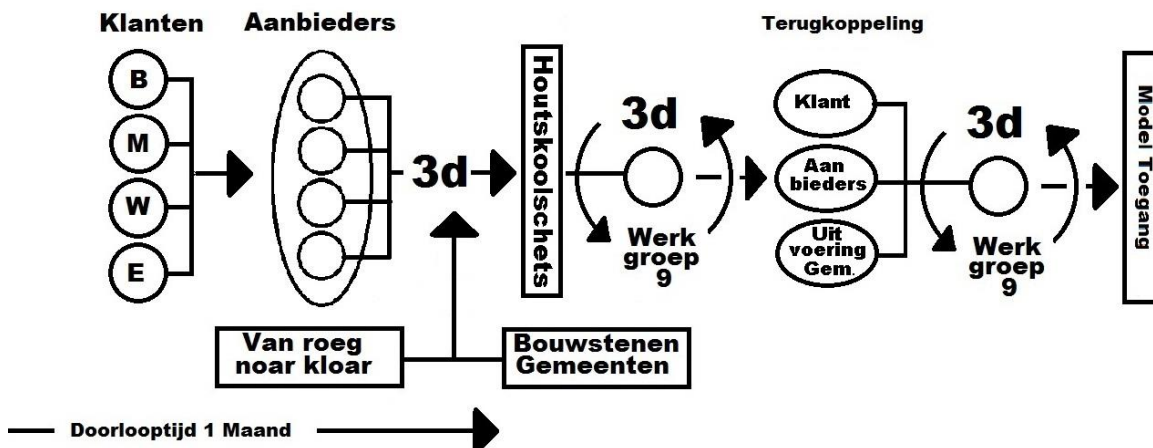 Klanten
Aanbieders
B
M
W
E
3d
Van roeg
noar kloar
Bouwstenen
Gemeenten
Houtskoolschets
3d
Werk
groep
9
Terugkoppeling
Klant
Aan
bieders
Uit
voering
Gem.
3d
Werk
groep
9
Model Toegang
Doorlooptijd 1 Maand